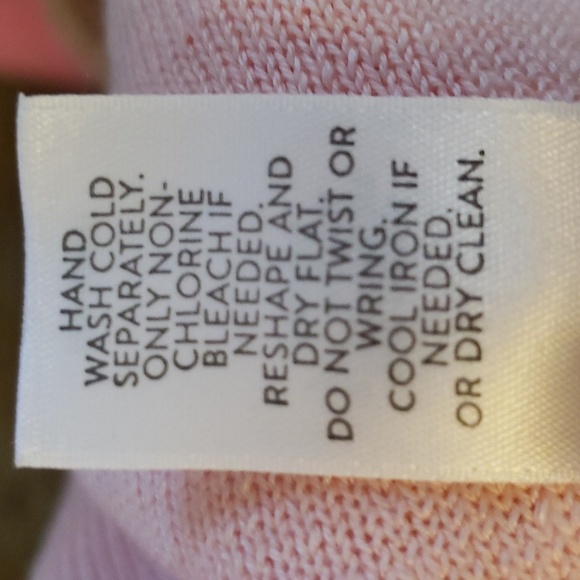 HAND
WASH COLD
SEPARATELY.
ONLY NON-
CHLORINE
BLEACH IF
NEEDED.
RESHAPE AND
DRY FLAT.
DO NOT TWIST OR
WRING.
COOL IRON IF
NEEDED.
OR DRY CLEAN.